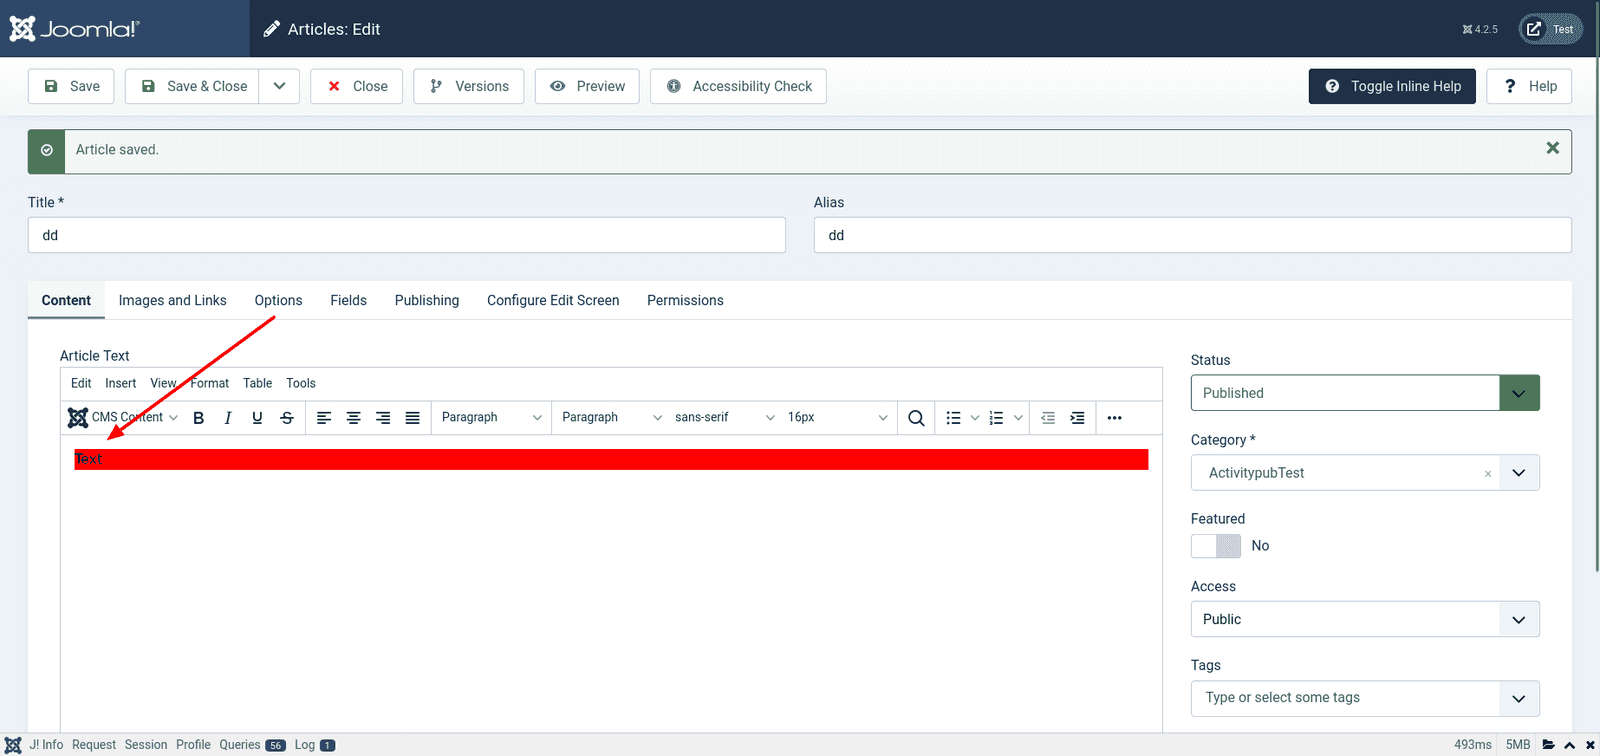 Joomla!
Articles: Edit
4.2.5
Test
Save
Save & Close
Close
Versions
Preview
Accessibility Check
Toggle Inline Help
? Help
Article saved.
Title *
Alias
dd
dd
Content
Images and Links
Options
Fields
Publishing
Configure Edit Screen
Permissions
Article Text
Edit Insert View Format Table Tools
CMS Content B I U S Paragraph Paragraph sans-serif 16px
Text
Status
Published
Category *
ActivitypubTest
Featured
No
Access
Public
Tags
Type or select some tags
J! Info Request Session Profile Queries 56 Log 1
493ms 5MB